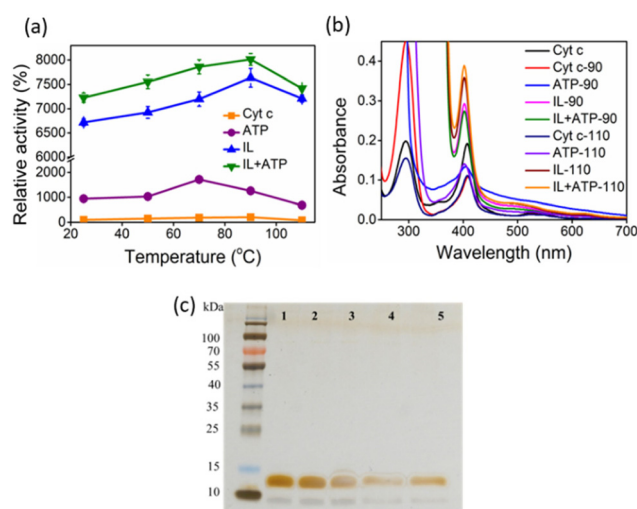 (a)
Relative activity (%)
8000
7500
7000
6500
6000
2000
1000
0
Cyt c
ATP
IL
IL+ATP
20 40 60 80 100 120
Temperature (°C)
(b)
Absorbance
0.4
0.3
0.2
0.1
0.0
Cyt c
Cyt c-90
ATP-90
IL-90
IL+ATP-90
Cyt c-110
ATP-110
IL-110
IL+ATP-110
300 400 500 600 700
Wavelength (nm)
(c)
kDa
1 2 3 4 5
100
70
55
40
35
25
15
10